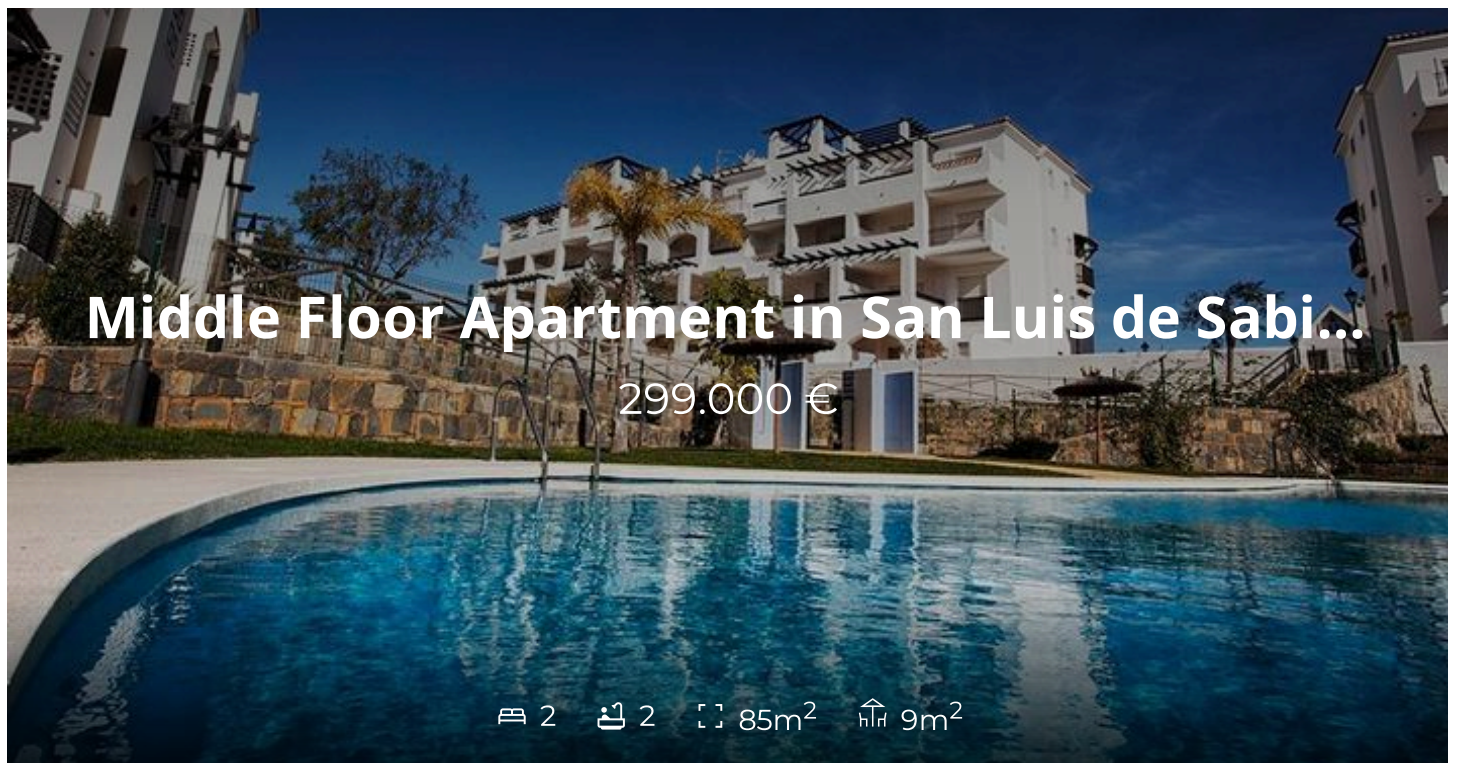 Middle Floor Apartment in San Luis de Sabi...
299.000 €
2 2 85m² 9m²